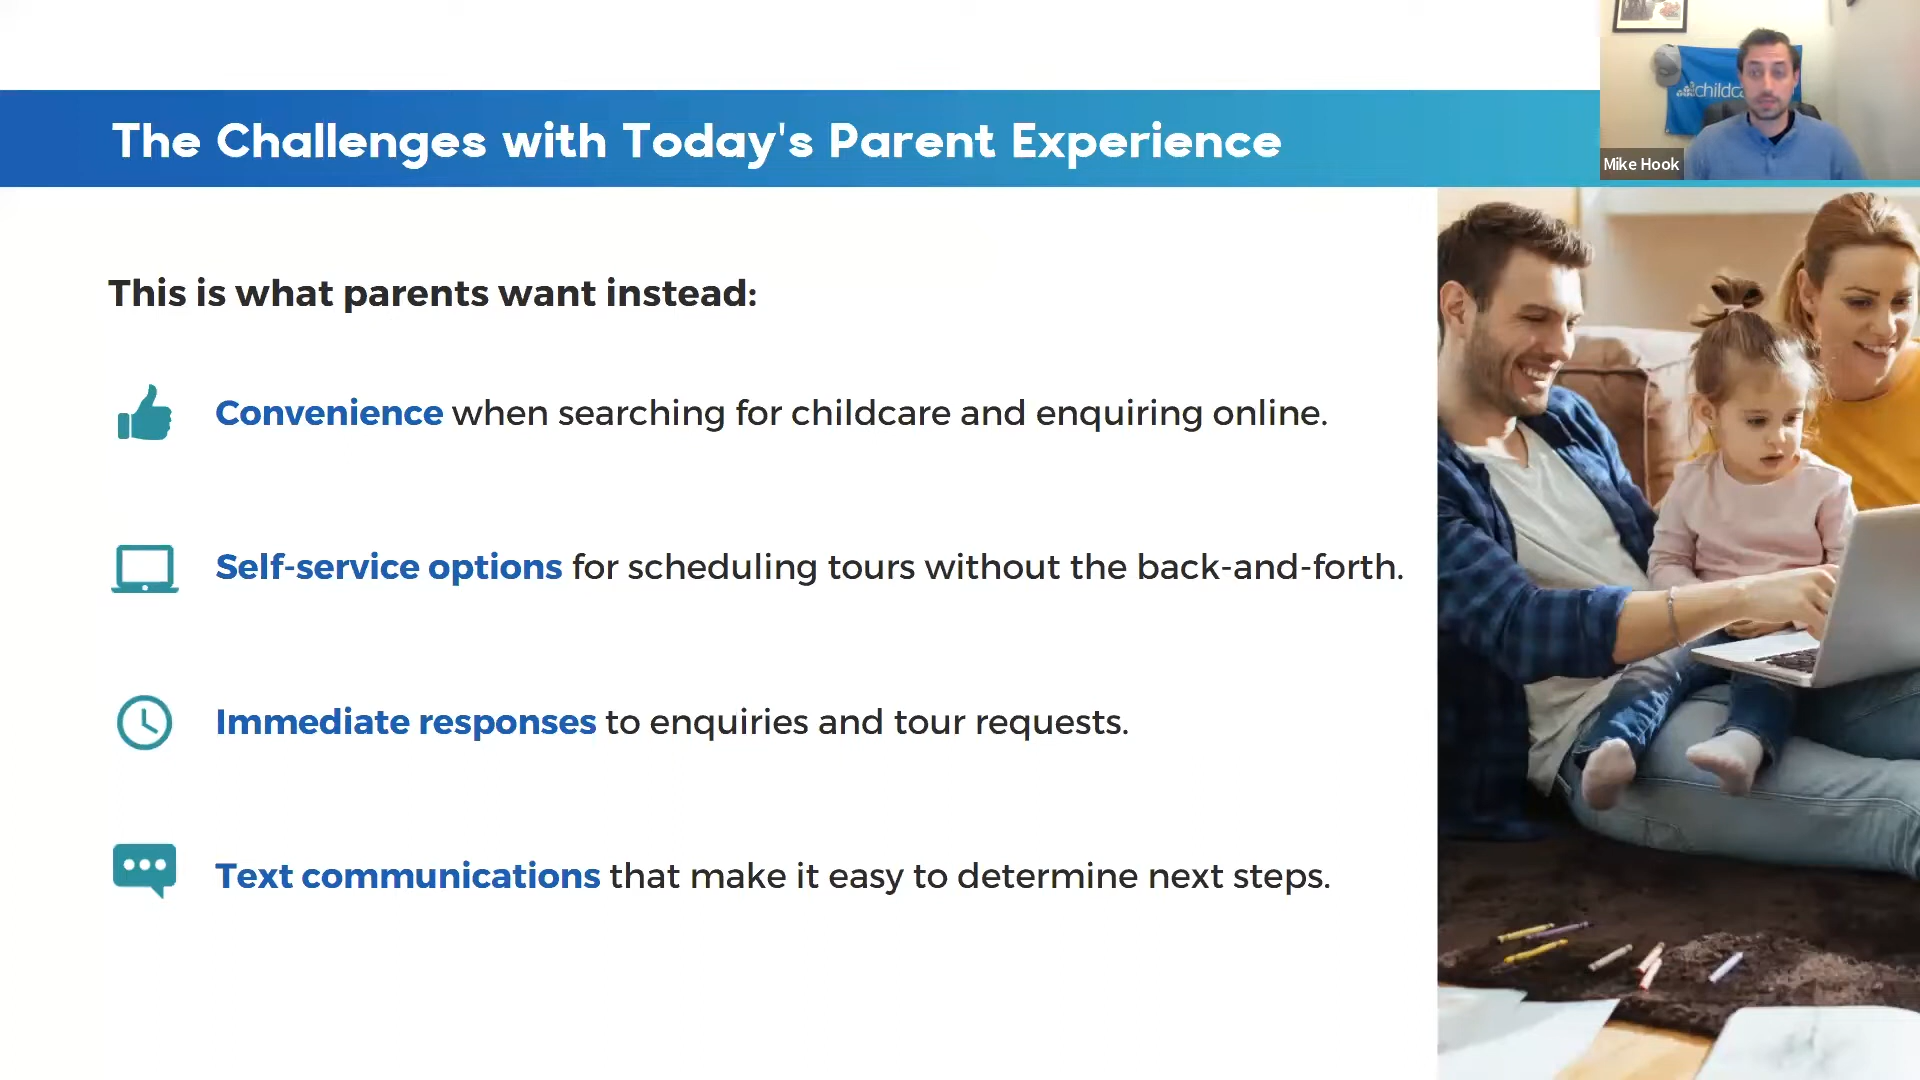 The Challenges with Today's Parent Experience
childc
Mike Hook
This is what parents want instead:
Convenience when searching for childcare and enquiring online.
Self-service options for scheduling tours without the back-and-forth.
Immediate responses to enquiries and tour requests.
Text communications that make it easy to determine next steps.